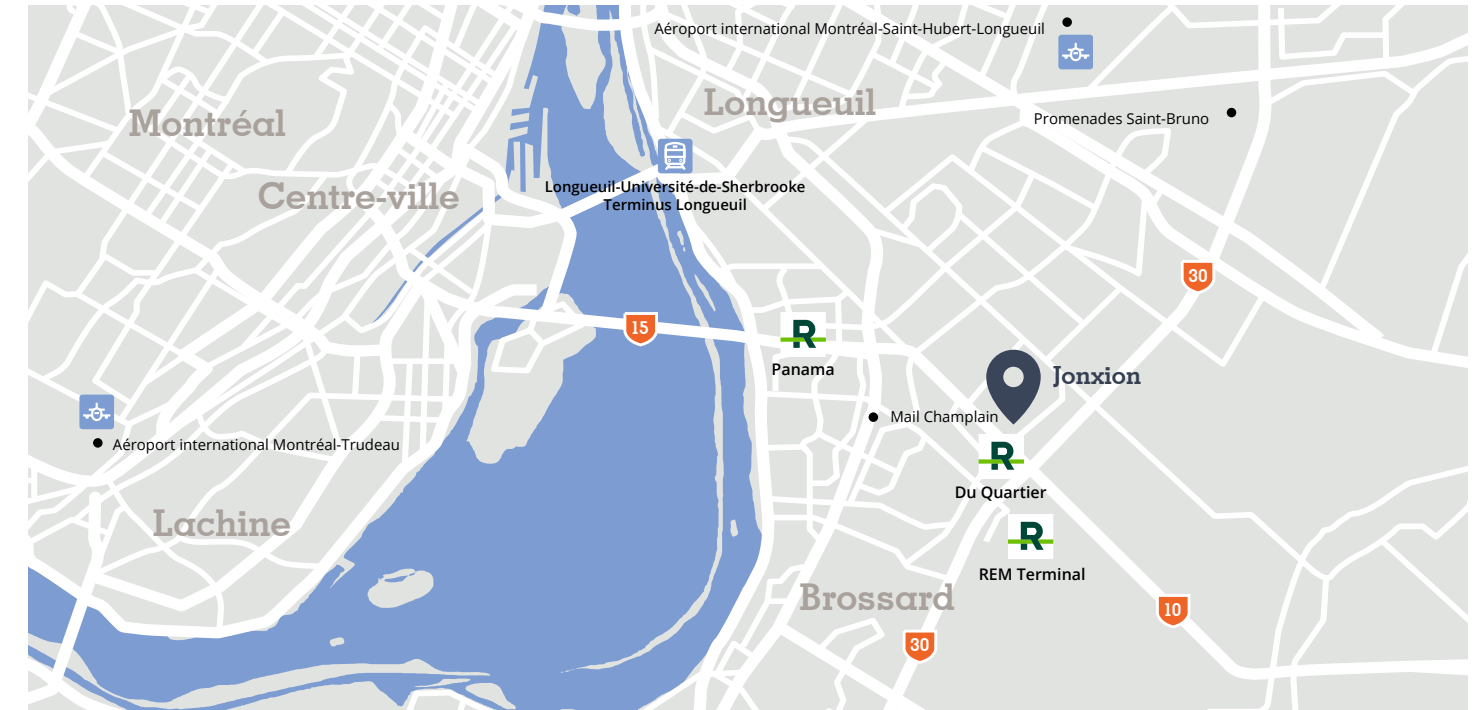 Aéroport international Montréal-Saint-Hubert-Longueuil
Longueuil
Montréal
Promenades Saint-Bruno
Longueuil-Université-de-Sherbrooke
Terminus Longueuil
Centre-ville
30
15
R
Panama
Jonxion
Mail Champlain
Aéroport international Montréal-Trudeau
R
Du Quartier
Lachine
R
REM Terminal
Brossard
10
30